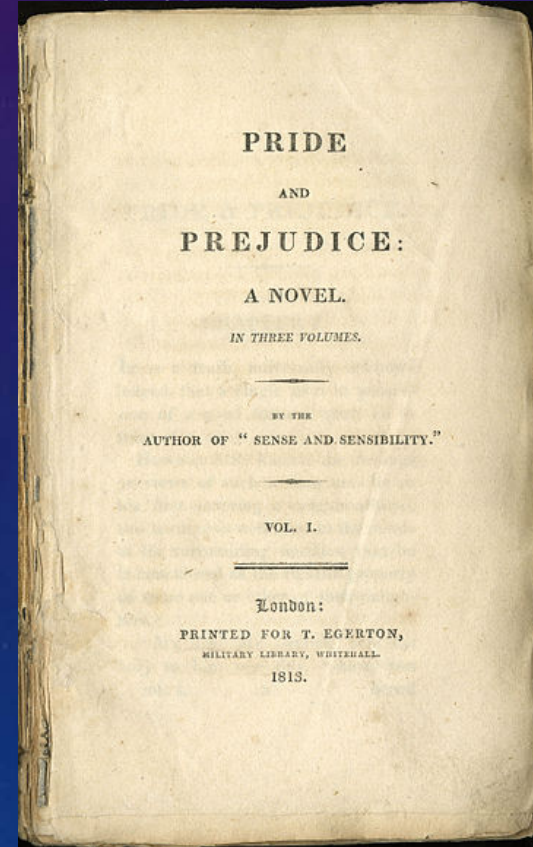 PRIDE
AND
PREJUDICE:
A NOVEL.
IN THREE VOLUMES.
BY THE
AUTHOR OF “ SENSE AND SENSIBILITY.”
VOL. I.
London:
PRINTED FOR T. EGERTON,
MILITARY LIBRARY, WHITEHALL.
1813.